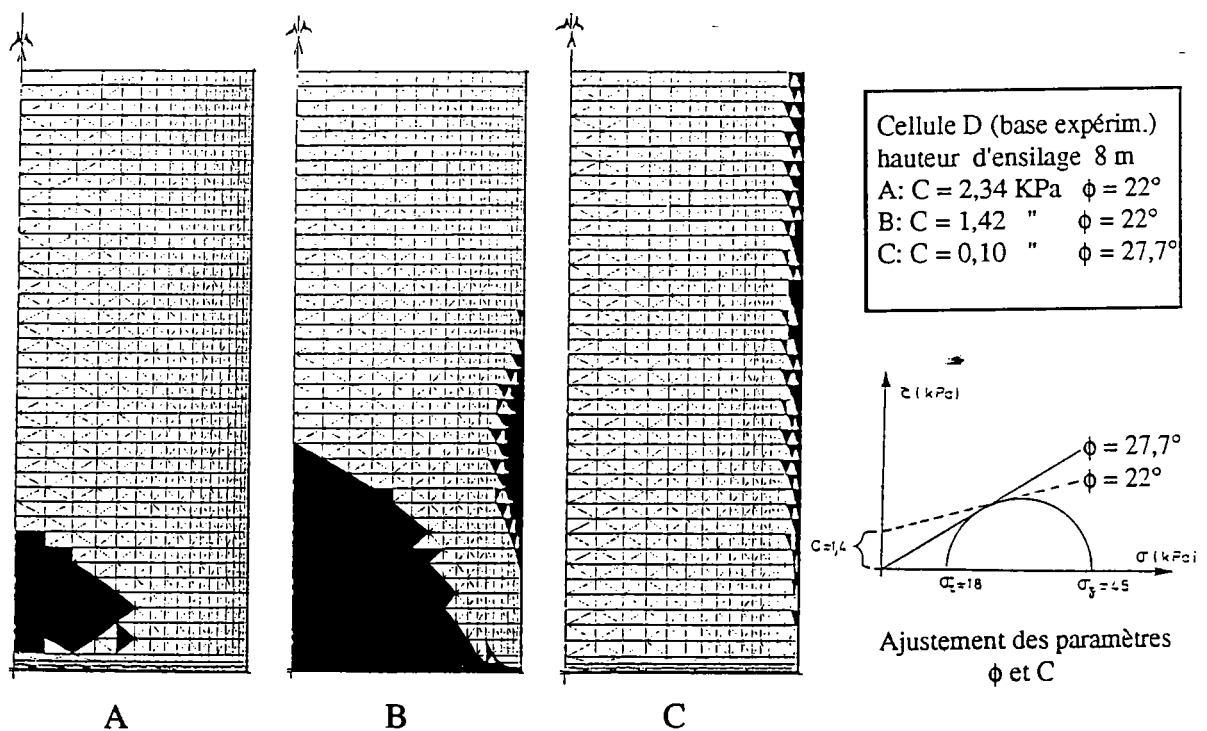 Cellule D (base expérim.)
hauteur d'ensilage 8 m
A: C = 2,34 KPa ϕ = 22°
B: C = 1,42 " ϕ = 22°
C: C = 0,10 " ϕ = 27,7°
τ (kPa)
ϕ = 27,7°
ϕ = 22°
C=1,4
σ (kPa)
=18
=45
Ajustement des paramètres
ϕ et C
A
B
C